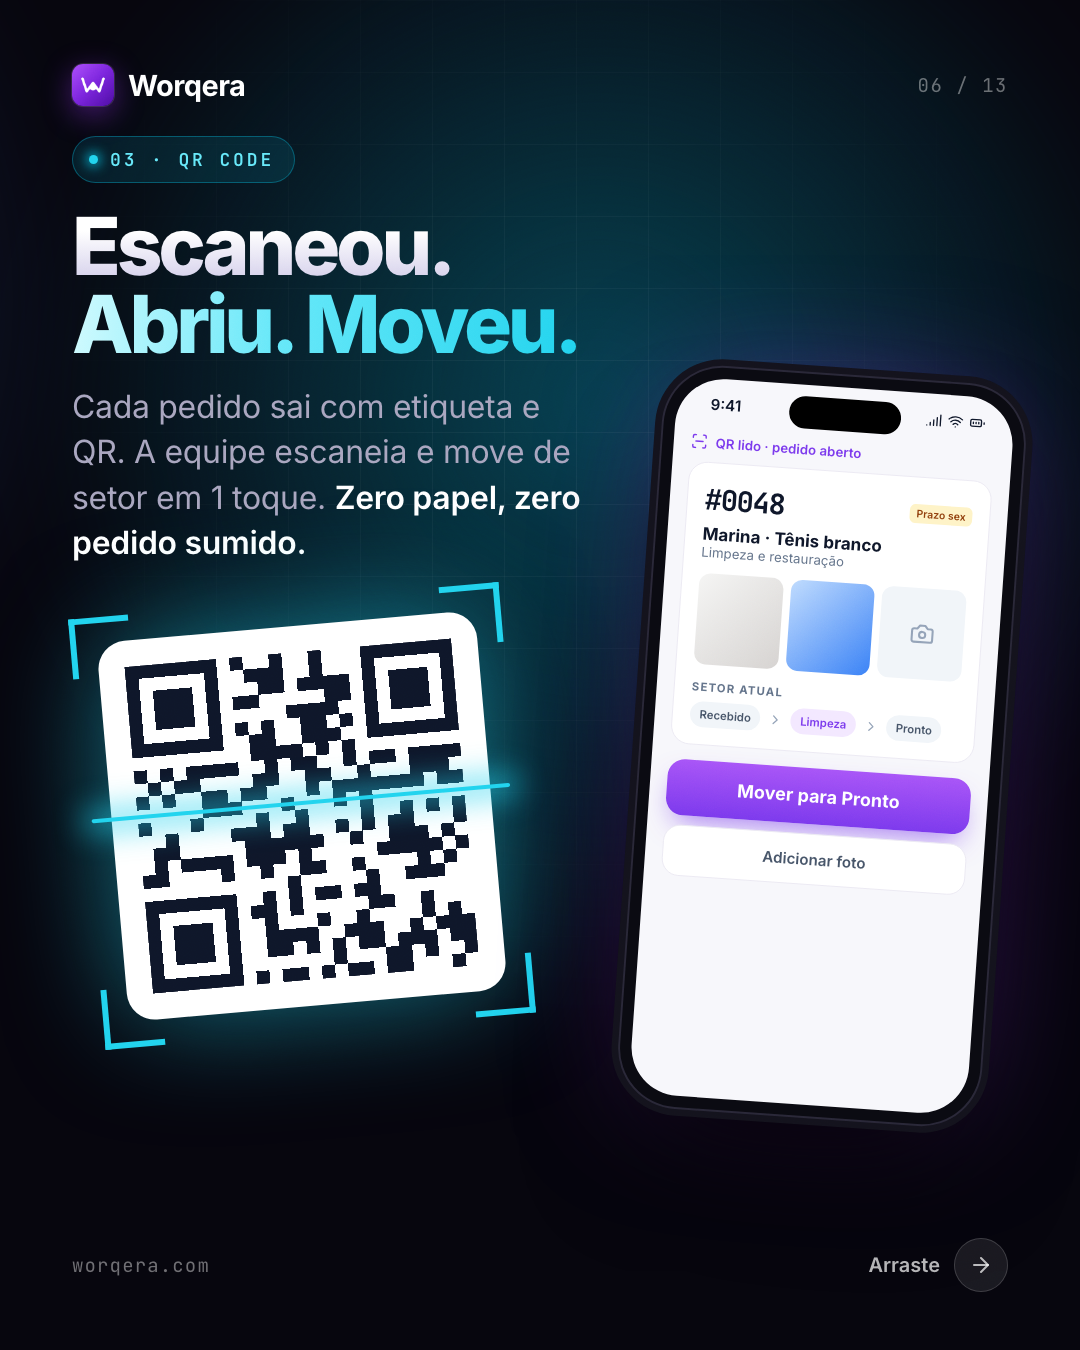 Worqera
06 / 13
03 · QR CODE
Escaneou.
Abriu. Moveu.
Cada pedido sai com etiqueta e
QR. A equipe escaneia e move de
setor em 1 toque. Zero papel, zero
pedido sumido.
9:41
QR lido · pedido aberto
#0048
Prazo sex
Marina · Tênis branco
Limpeza e restauração
SETOR ATUAL
Recebido > Limpeza > Pronto
Mover para Pronto
Adicionar foto
worqera.com
Arraste →